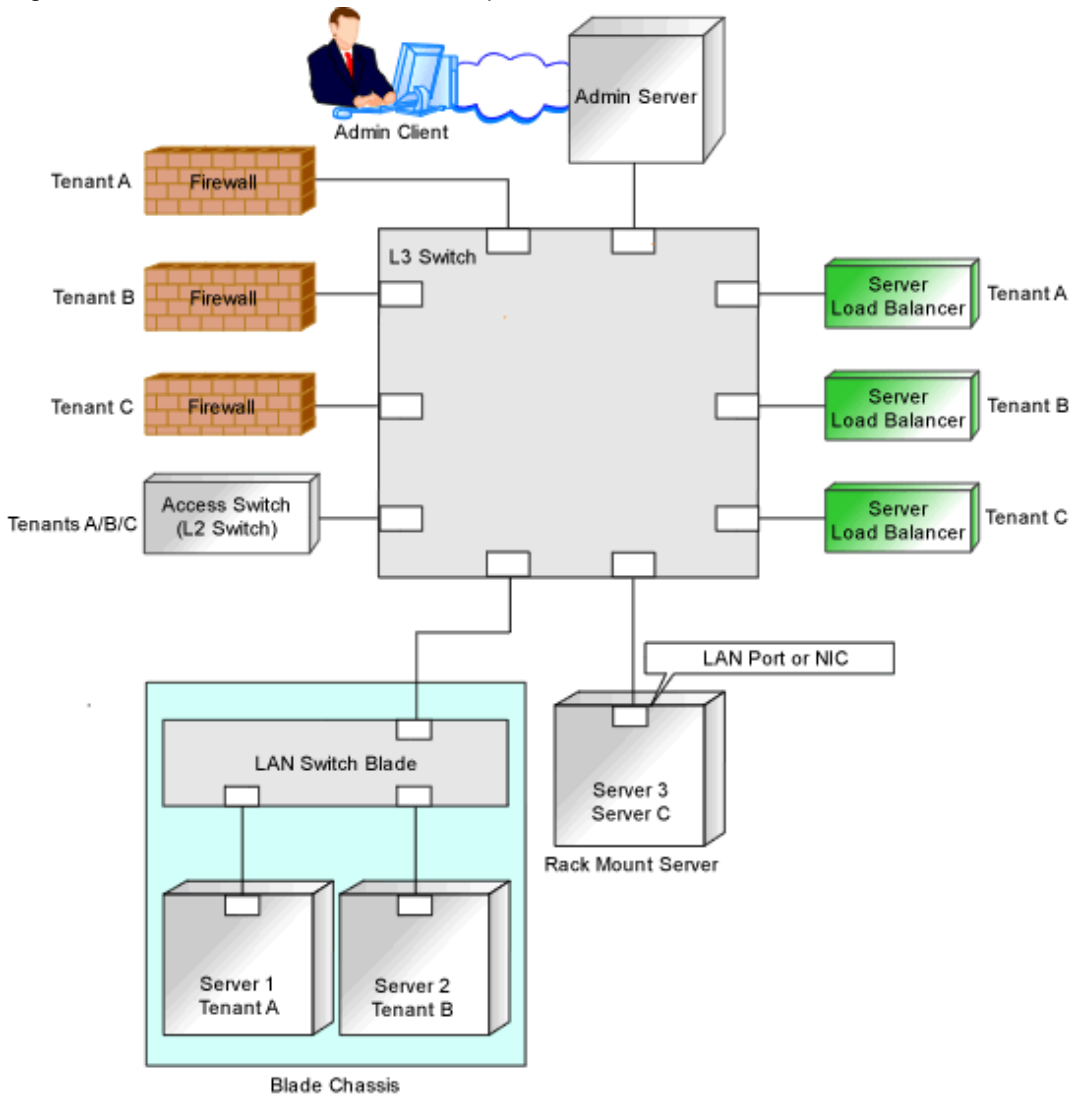 Admin Server
Admin Client
Tenant A
Firewall
L3 Switch
Tenant B
Firewall
Server
Load Balancer
Tenant A
Tenant C
Firewall
Server
Load Balancer
Tenant B
Tenants A/B/C
Access Switch
(L2 Switch)
Server
Load Balancer
Tenant C
LAN Port or NIC
LAN Switch Blade
Server 3
Server C
Rack Mount Server
Server 1
Tenant A
Server 2
Tenant B
Blade Chassis